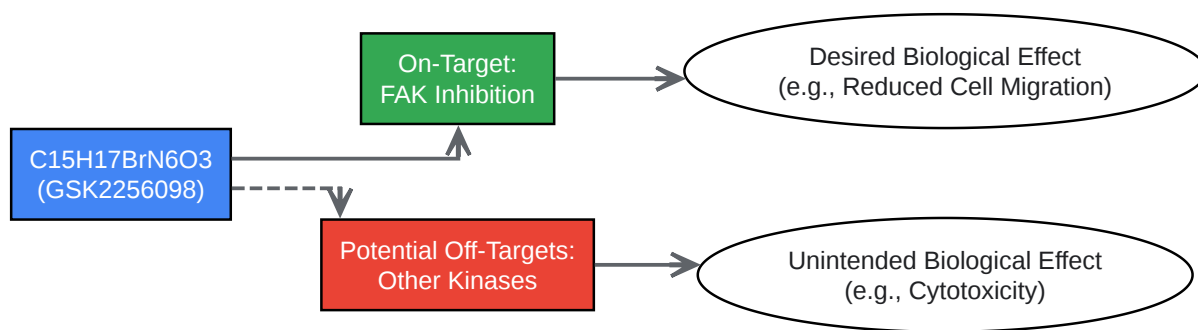 C15H17BrN6O3
(GSK2256098)
On-Target:
FAK Inhibition
Desired Biological Effect
(e.g., Reduced Cell Migration)
Potential Off-Targets:
Other Kinases
Unintended Biological Effect
(e.g., Cytotoxicity)